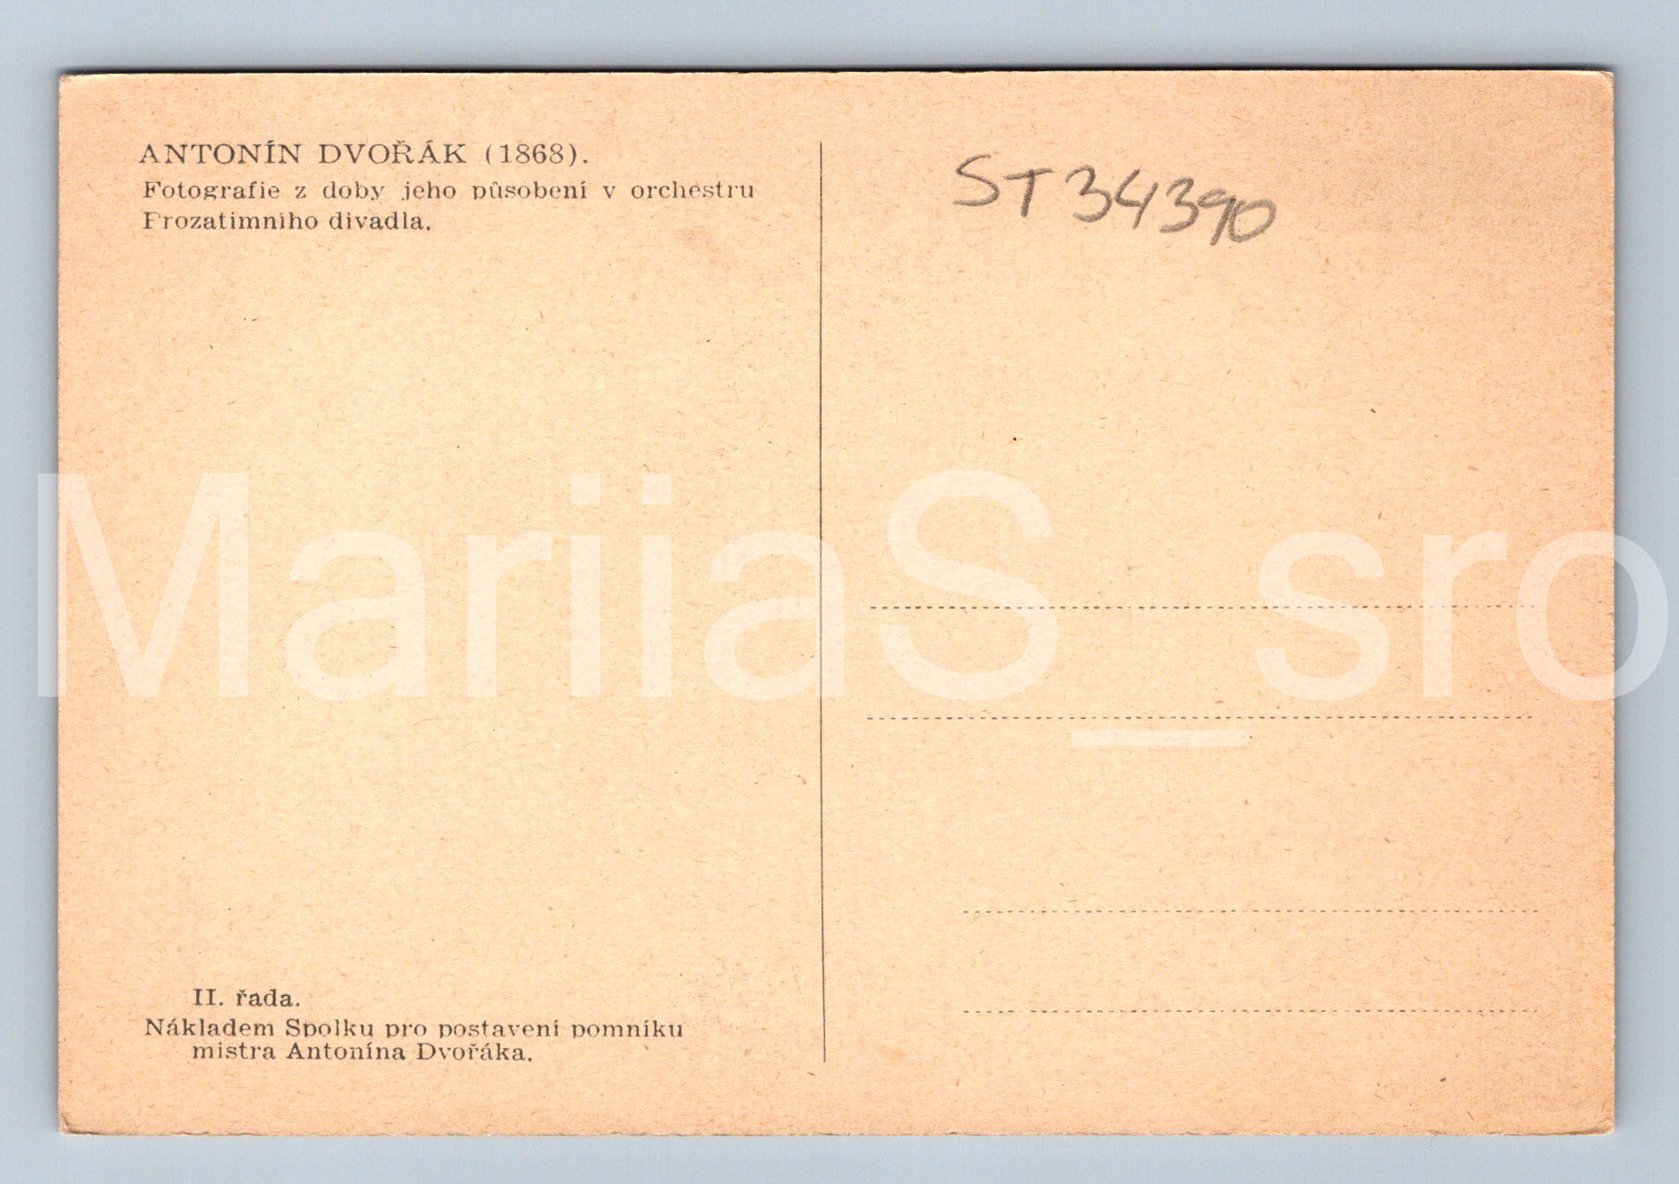 ANTONÍN DVOŘÁK (1868).
Fotografie z doby jeho působení v orchestru
Prozatimního divadla.
ST34390
MariiaS_sro
II. řada.
Nákladem Spolku pro postavení pomníku
mistra Antonína Dvořáka.